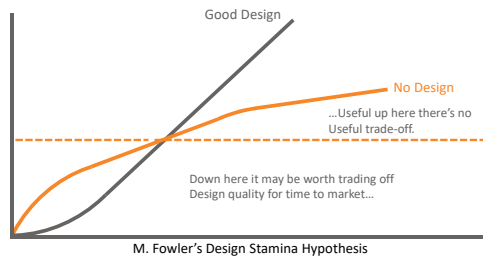 Good Design
No Design
...Useful up here there's no
Useful trade-off.
Down here it may be worth trading off
Design quality for time to market...
M. Fowler's Design Stamina Hypothesis